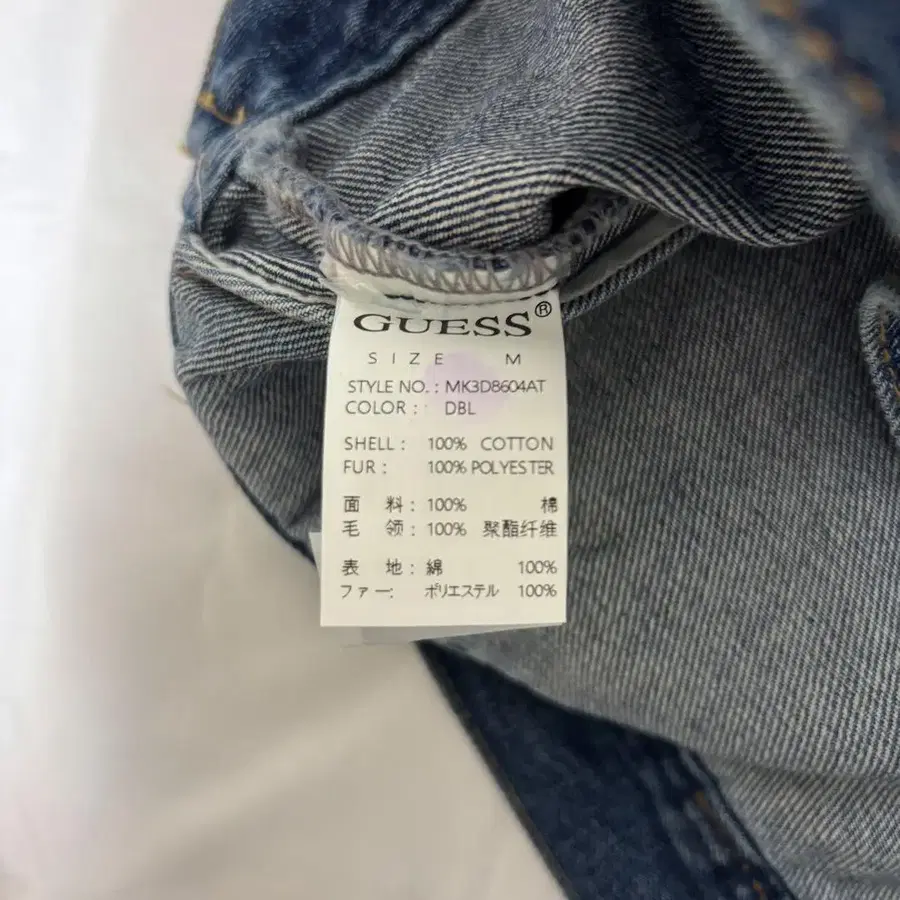 GUESS®
SIZE M
STYLE NO. : MK3D8604AT
COLOR : DBL
SHELL : 100% COTTON
FUR : 100% POLYESTER
面 料 : 100% 棉
毛 领 : 100% 聚酯纤维
表 地 : 綿 100%
ファー: ポリエステル 100%